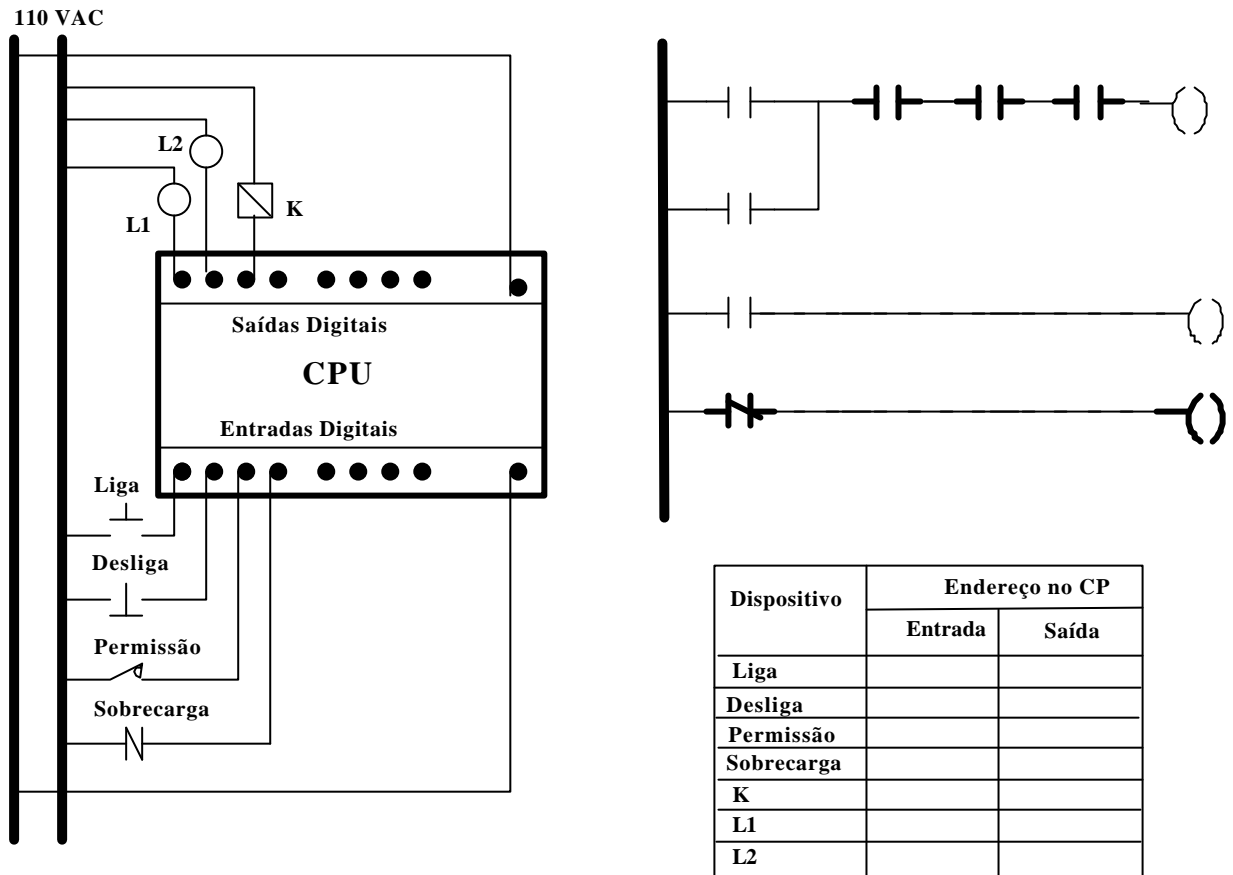 110 VAC
L2
L1
K
Saídas Digitais
CPU
Entradas Digitais
Liga
Desliga
Permissão
Sobrecarga
Dispositivo
Endereço no CP
Entrada
Saída
Liga
Desliga
Permissão
Sobrecarga
K
L1
L2